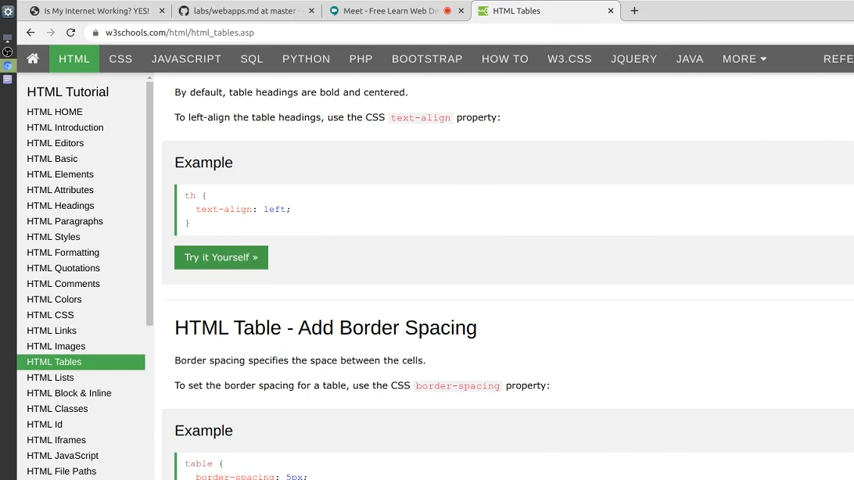 Is My Internet Working? YES!
labs/webapps.md at master
Meet - Free Learn Web D
HTML Tables
w3schools.com/html/html_tables.asp
HTML
CSS
JAVASCRIPT
SQL
PYTHON
PHP
BOOTSTRAP
HOW TO
W3.CSS
JQUERY
JAVA
MORE
REFE
HTML Tutorial
HTML HOME
HTML Introduction
HTML Editors
HTML Basic
HTML Elements
HTML Attributes
HTML Headings
HTML Paragraphs
HTML Styles
HTML Formatting
HTML Quotations
HTML Comments
HTML Colors
HTML CSS
HTML Links
HTML Images
HTML Tables
HTML Lists
HTML Block & Inline
HTML Classes
HTML Id
HTML Iframes
HTML JavaScript
HTML File Paths
By default, table headings are bold and centered.
To left-align the table headings, use the CSS text-align property:
Example
th {
text-align: left;
}
Try it Yourself »
HTML Table - Add Border Spacing
Border spacing specifies the space between the cells.
To set the border spacing for a table, use the CSS border-spacing property:
Example
table {
border-spacing: 5px;